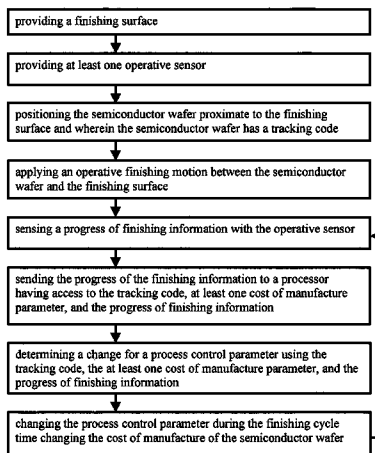 providing a finishing surface
providing at least one operative sensor
positioning the semiconductor wafer proximate to the finishing
surface and wherein the semiconductor wafer has a tracking code
applying an operative finishing motion between the semiconductor
wafer and the finishing surface
sensing a progress of finishing information with the operative sensor
sending the progress of the finishing information to a processor
having access to the tracking code, at least one cost of manufacture
parameter, and the progress of finishing information
determining a change for a process control parameter using the
tracking code, the at least one cost of manufacture parameter, and the
progress of finishing information
changing the process control parameter during the finishing cycle
time changing the cost of manufacture of the semiconductor wafer